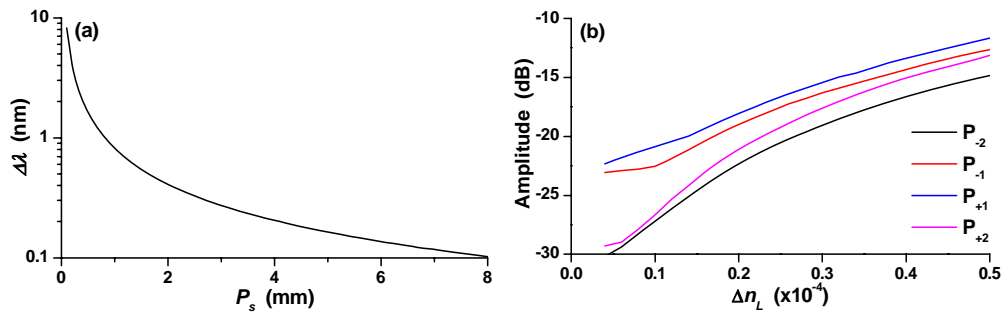 (a)
10
1
0.1
Δλ (nm)
0 2 4 6 8
P_s (mm)
(b)
-10
-15
-20
-25
-30
Amplitude (dB)
P_-2
P_-1
P_+1
P_+2
0.0 0.1 0.2 0.3 0.4 0.5
Δn_L (x10^-4)